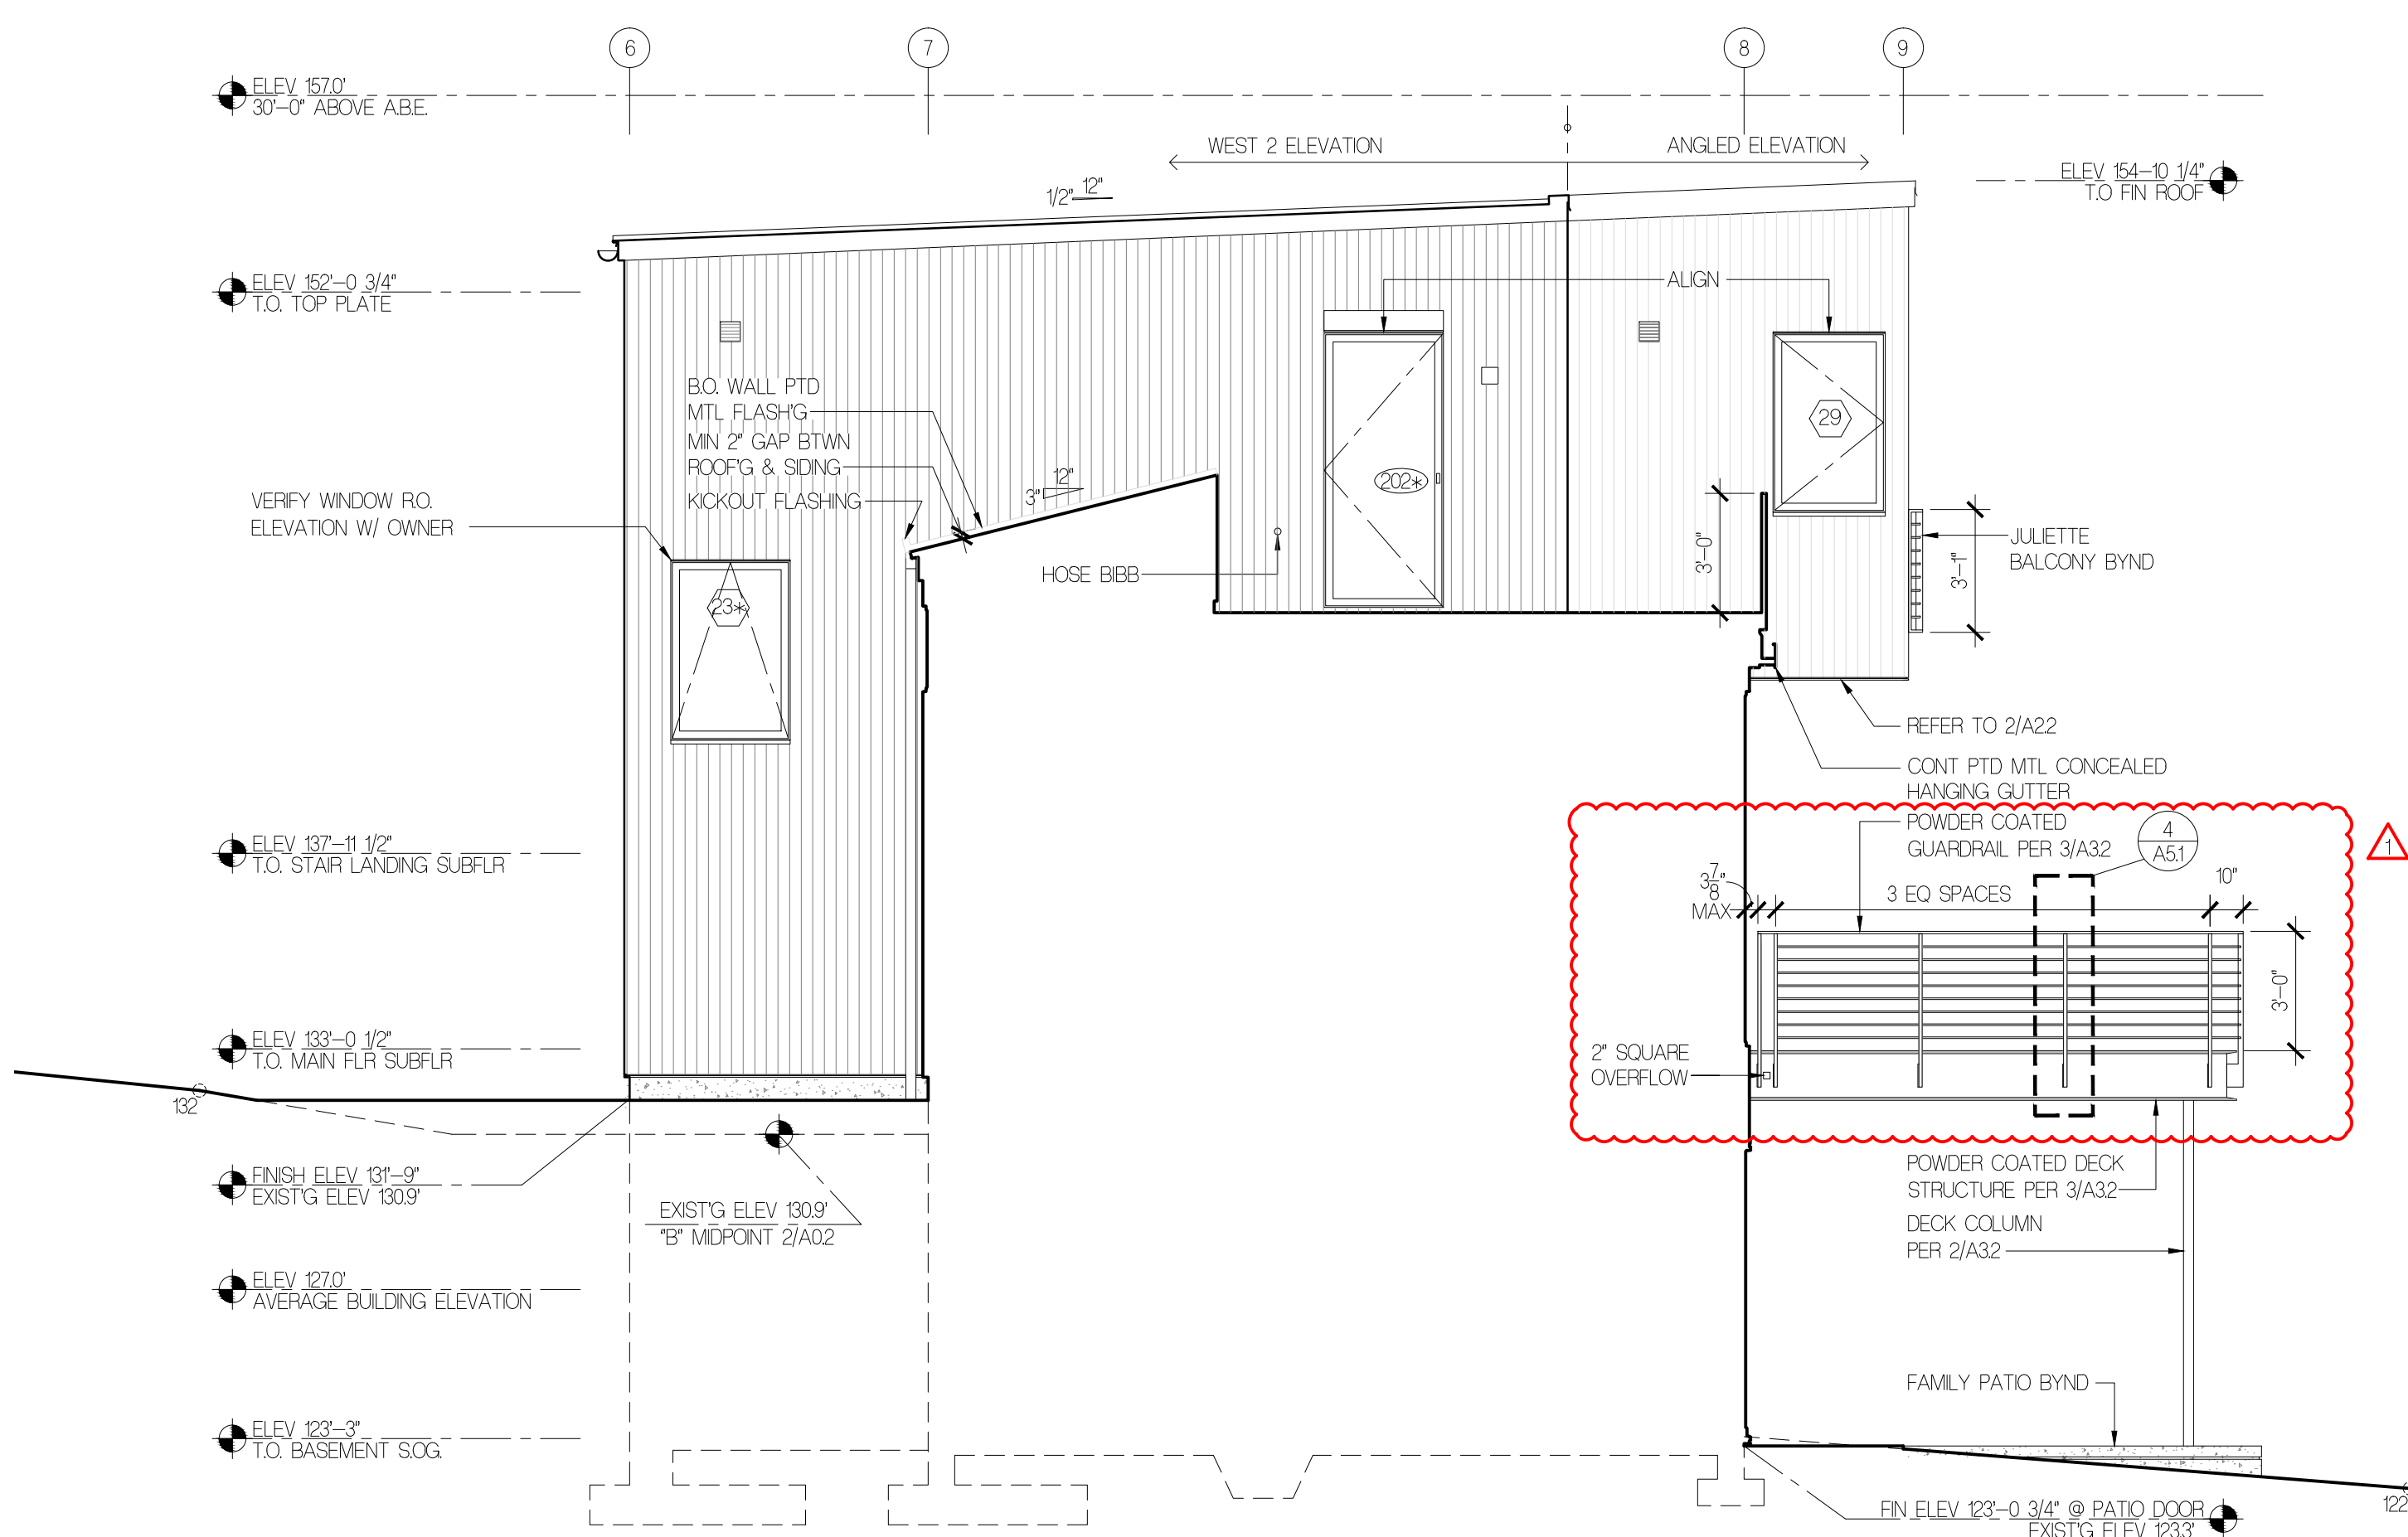 6
7
8
9
ELEV 157.0'
30'-0" ABOVE A.B.E.
WEST 2 ELEVATION
ANGLED ELEVATION
ELEV 154-10 1/4"
T.O FIN ROOF
12"
1/2"
ELEV 152'-0 3/4"
T.O. TOP PLATE
ALIGN
B.O. WALL PTD
MTL FLASH'G
MIN 2" GAP BTWN
ROOF'G & SIDING
KICKOUT FLASHING
12"
3"
29
202*
VERIFY WINDOW R.O.
ELEVATION W/ OWNER
23*
HOSE BIBB
3'-0"
3'-1"
JULIETTE
BALCONY BYND
REFER TO 2/A2.2
CONT PTD MTL CONCEALED
HANGING GUTTER
POWDER COATED
GUARDRAIL PER 3/A3.2
4
A5.1
1
ELEV 137'-11 1/2"
T.O. STAIR LANDING SUBFLR
3 7/8"
MAX
3 EQ SPACES
10"
3'-0"
ELEV 133'-0 1/2"
T.O. MAIN FLR SUBFLR
2" SQUARE
OVERFLOW
132
FINISH ELEV 131'-9"
EXIST'G ELEV 130.9'
EXIST'G ELEV 130.9'
"B" MIDPOINT 2/A0.2
POWDER COATED DECK
STRUCTURE PER 3/A3.2
DECK COLUMN
PER 2/A3.2
ELEV 127.0'
AVERAGE BUILDING ELEVATION
FAMILY PATIO BYND
ELEV 123'-3"
T.O. BASEMENT S.O.G.
122
FIN ELEV 123'-0 3/4" @ PATIO DOOR
EXIST'G ELEV 123.3'